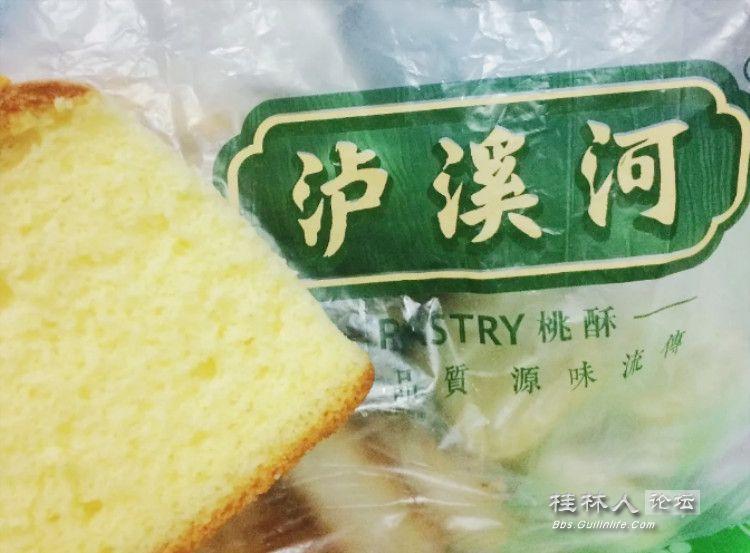 泸溪河
PASTRY 桃酥
品質 源味流傳
桂林人论坛
Bbs.Guilinlife.Com